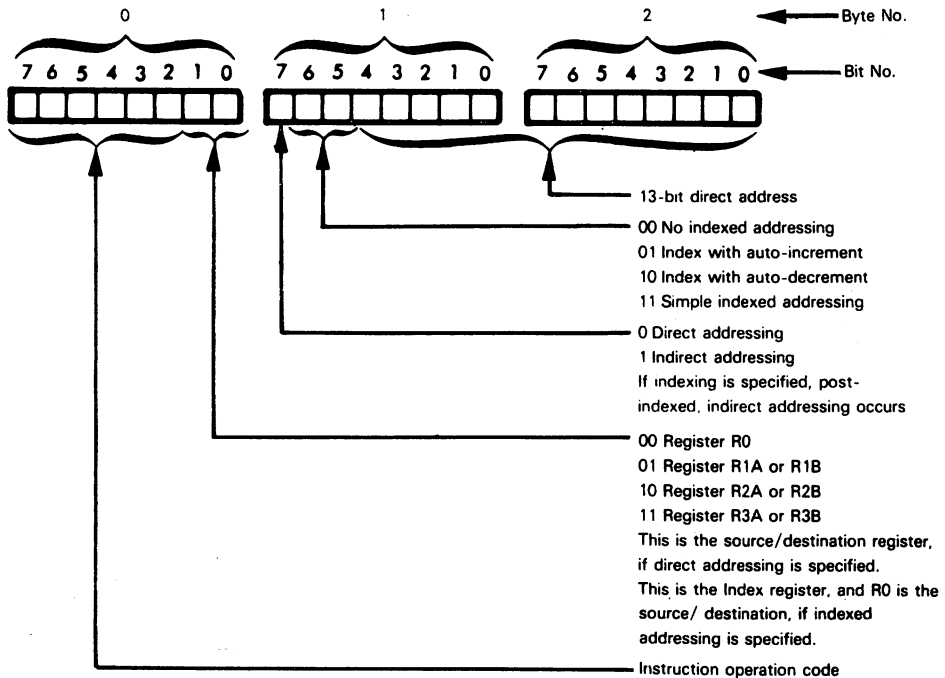 0 1 2 Byte No.
7 6 5 4 3 2 1 0 7 6 5 4 3 2 1 0 7 6 5 4 3 2 1 0 Bit No.
13-bit direct address
00 No indexed addressing
01 Index with auto-increment
10 Index with auto-decrement
11 Simple indexed addressing
0 Direct addressing
1 Indirect addressing
If indexing is specified, post-
indexed, indirect addressing occurs
00 Register R0
01 Register R1A or R1B
10 Register R2A or R2B
11 Register R3A or R3B
This is the source/destination register,
if direct addressing is specified.
This is the Index register, and R0 is the
source/ destination, if indexed
addressing is specified.
Instruction operation code